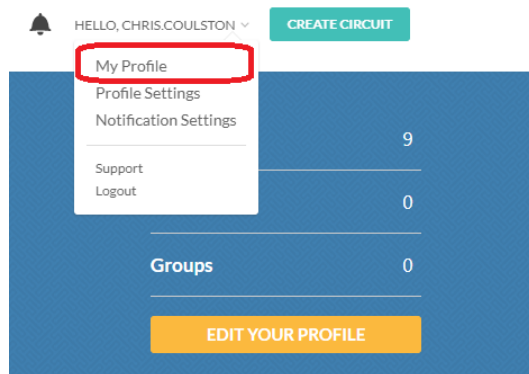 HELLO, CHRIS.COULSTON CREATE CIRCUIT
My Profile
Profile Settings
Notification Settings
9
Support
Logout
0
Groups 0
EDIT YOUR PROFILE